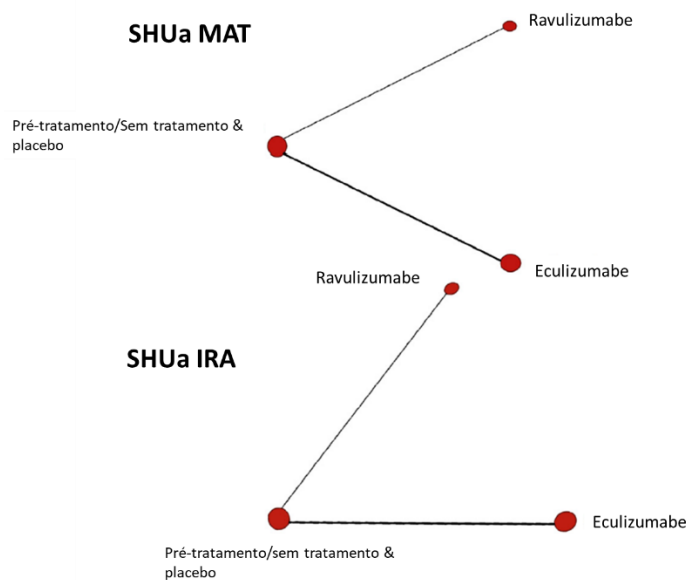 SHUa MAT
Ravulizumabe
Pré-tratamento/Sem tratamento &
placebo
Eculizumabe
Ravulizumabe
SHUa IRA
Eculizumabe
Pré-tratamento/sem tratamento &
placebo